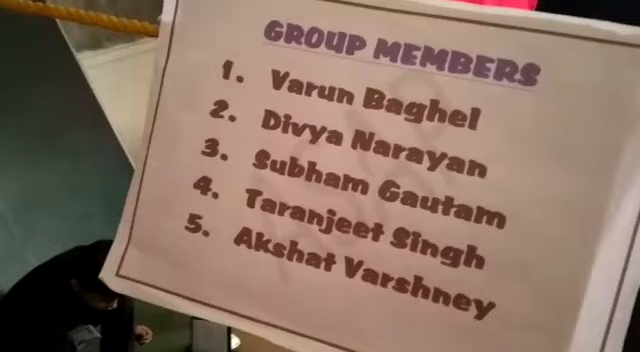 GROUP MEMBERS
1. Varun Baghel
2. Divya Narayan
3. Subham Gautam
4. Taranjeet Singh
5. Akshat Varshney